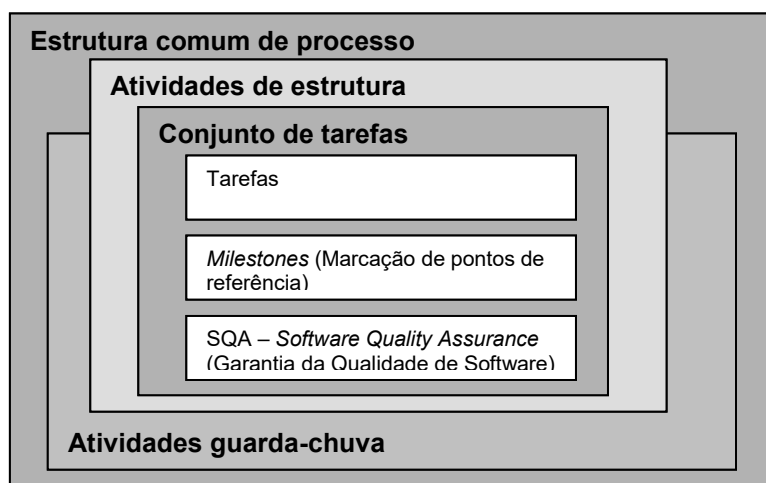 Estrutura comum de processo
Atividades de estrutura
Conjunto de tarefas
Tarefas
Milestones (Marcação de pontos de
referência)
SQA – Software Quality Assurance
(Garantia da Qualidade de Software)
Atividades guarda-chuva